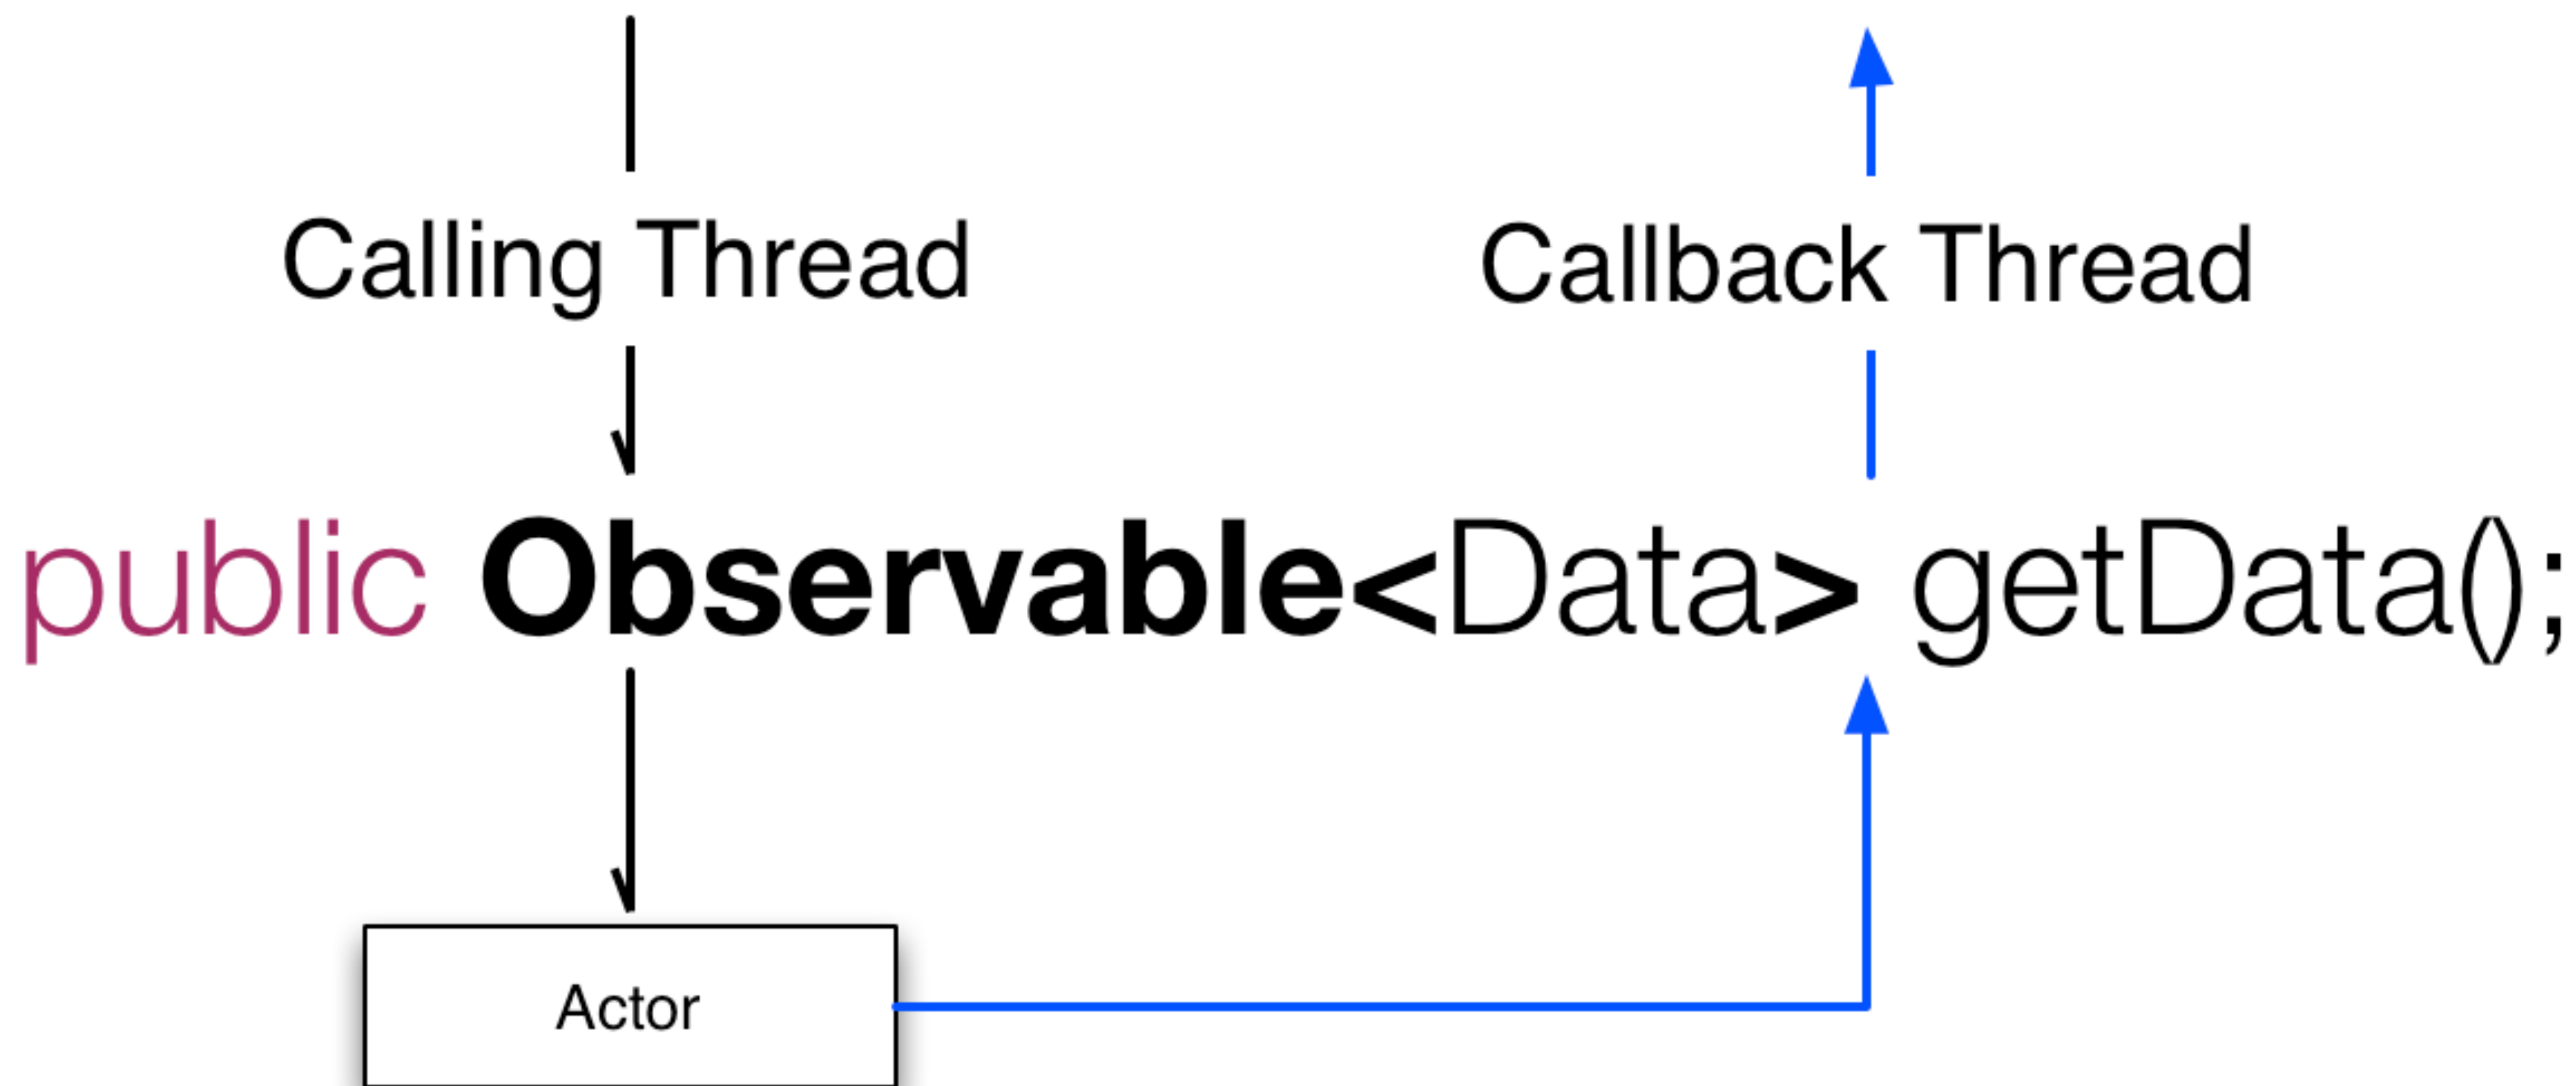 Calling Thread
Callback Thread
public Observable<Data> getData();
Actor